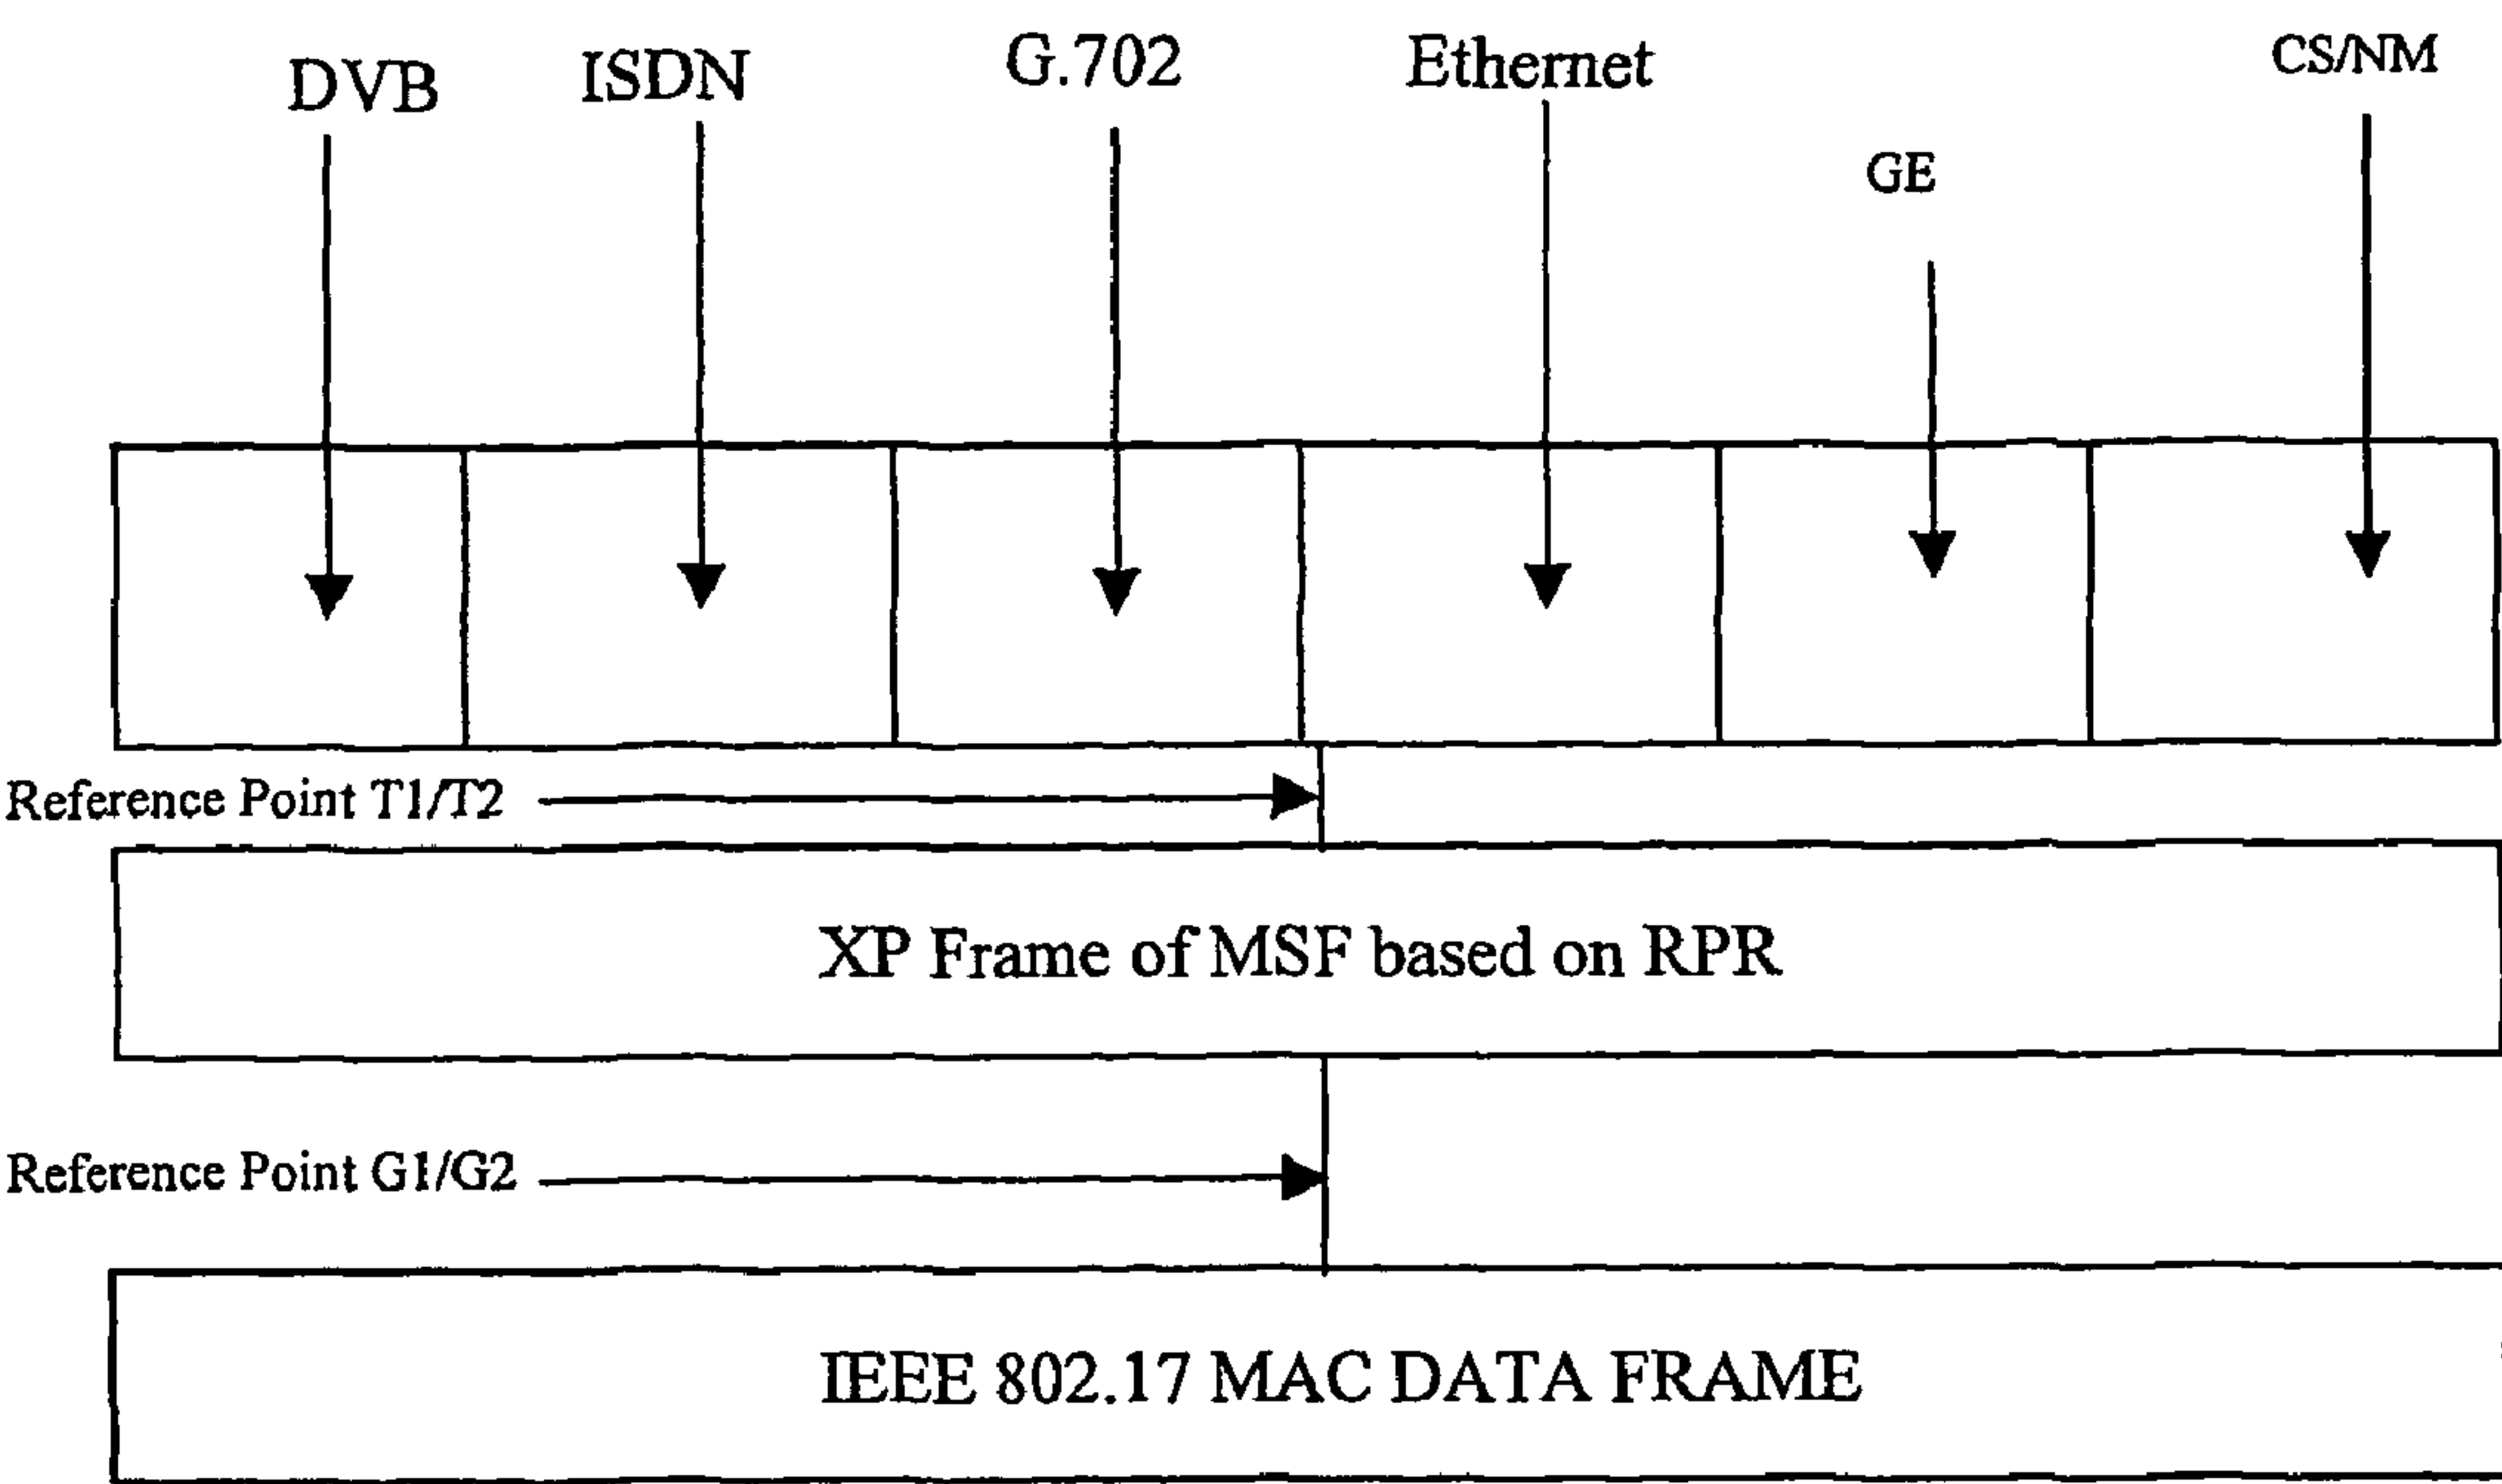 DVB
ISDN
G.702
Ethernet
CS/NM
GE
Reference Point T1/T2
XP Frame of MSF based on RPR
Reference Point G1/G2
IEEE 802.17 MAC DATA FRAME